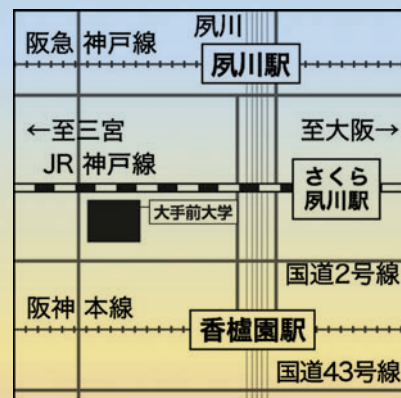 夙川
阪急 神戸線
夙川駅
←至三宮 至大阪→
JR 神戸線
さくら
夙川駅
大手前大学
国道2号線
阪神 本線
香櫨園駅
国道43号線